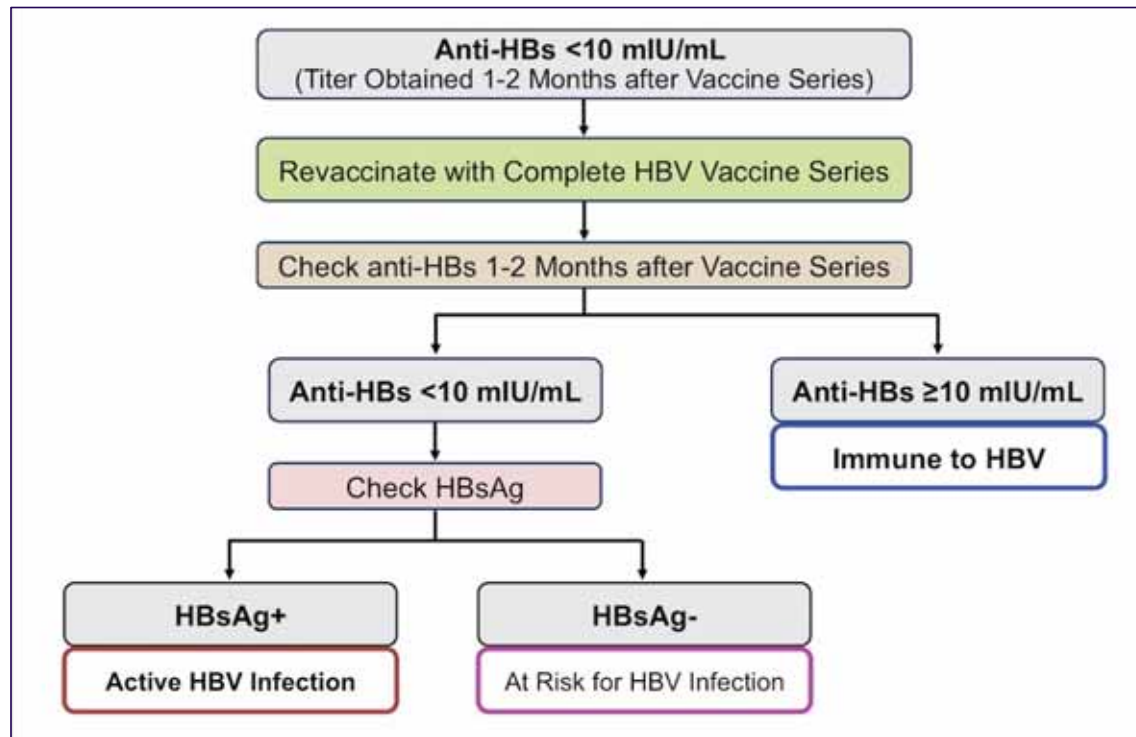 Anti-HBs <10 mIU/mL
(Titer Obtained 1-2 Months after Vaccine Series)
Revaccinate with Complete HBV Vaccine Series
Check anti-HBs 1-2 Months after Vaccine Series
Anti-HBs <10 mIU/mL
Anti-HBs ≥10 mIU/mL
Immune to HBV
Check HBsAg
HBsAg+
HBsAg-
Active HBV Infection
At Risk for HBV Infection